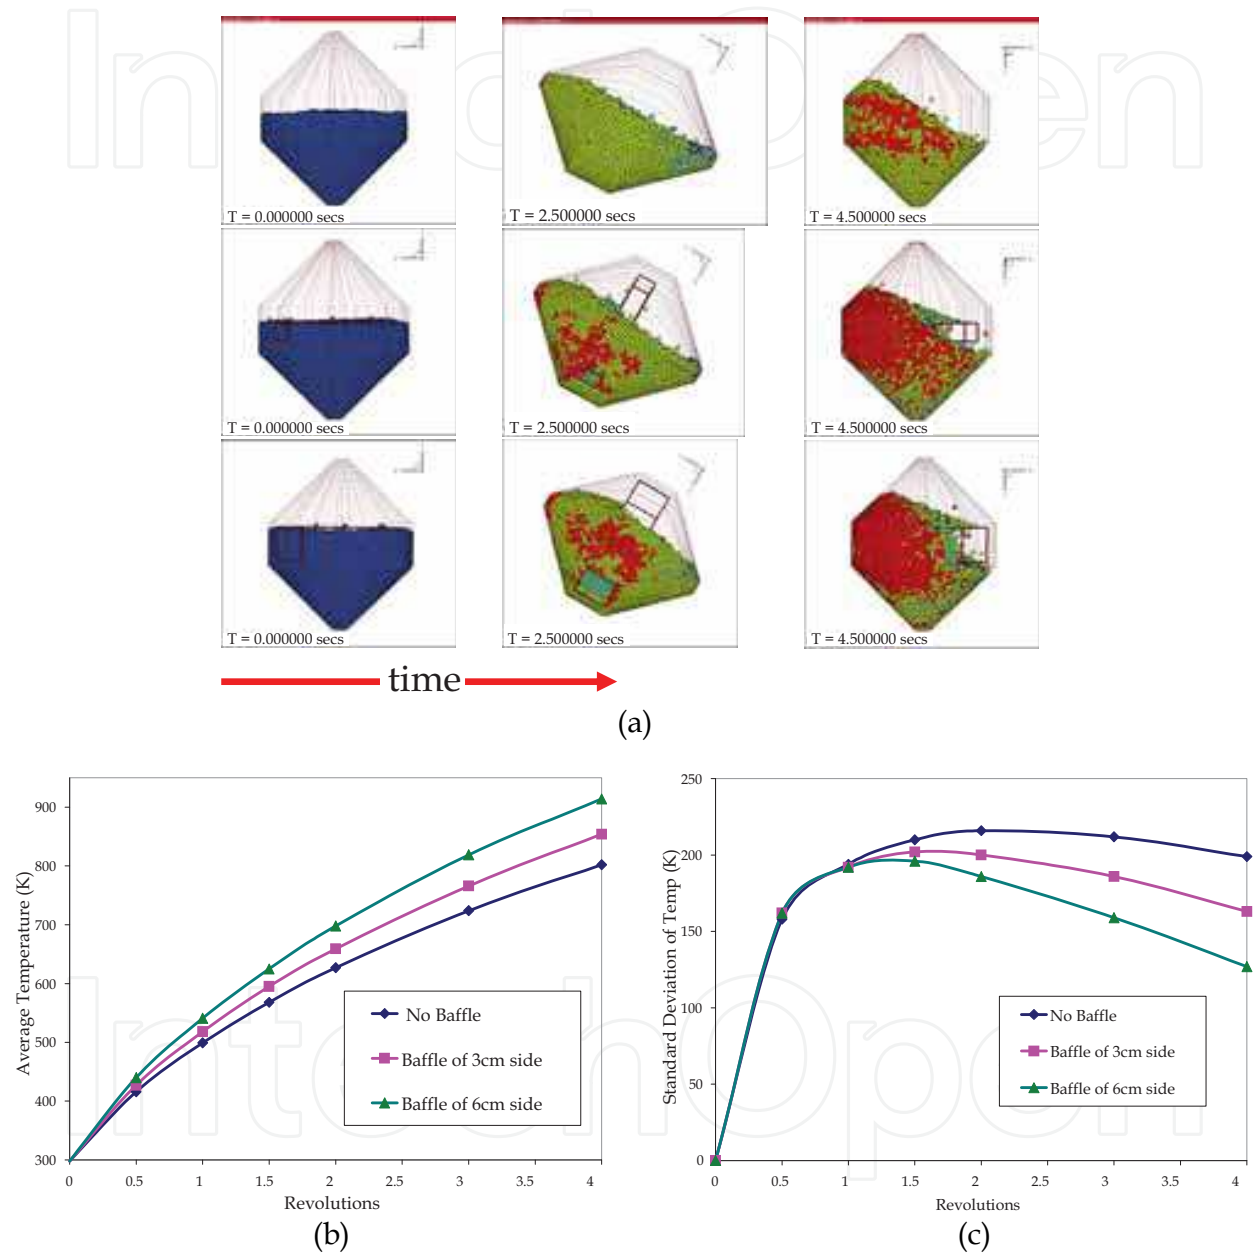 IntechOpen
T = 0.000000 secs
T = 2.500000 secs
T = 4.500000 secs
T = 0.000000 secs
T = 2.500000 secs
T = 4.500000 secs
T = 0.000000 secs
T = 2.500000 secs
T = 4.500000 secs
time
(a)
Average Temperature (K)
900
800
700
600
500
400
300
0 0.5 1 1.5 2 2.5 3 3.5 4
Revolutions
No Baffle
Baffle of 3cm side
Baffle of 6cm side
(b)
Standard Deviation of Temp (K)
250
200
150
100
50
0
0 0.5 1 1.5 2 2.5 3 3.5 4
Revolutions
No Baffle
Baffle of 3cm side
Baffle of 6cm side
(c)
IntechOpen